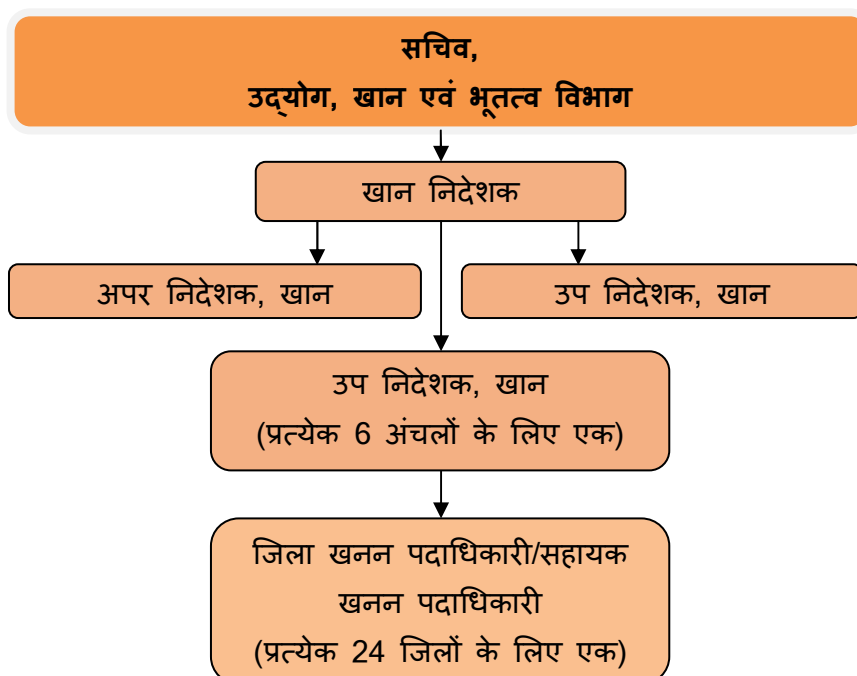 सचिव,
उद्‌योग, खान एवं भूतत्व विभाग
खान निदेशक
अपर निदेशक, खान
उप निदेशक, खान
उप निदेशक, खान
(प्रत्येक 6 अंचलों के लिए एक)
जिला खनन पदाधिकारी/सहायक
खनन पदाधिकारी
(प्रत्येक 24 जिलों के लिए एक)